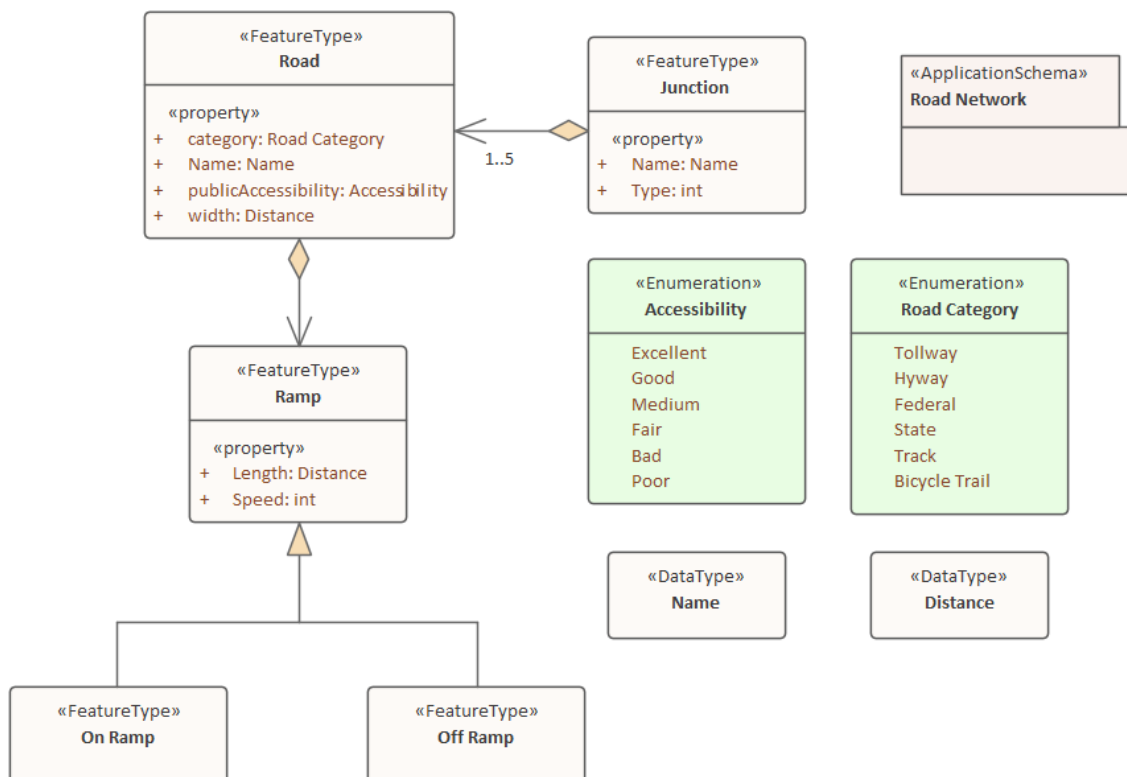 «FeatureType»
Road
«property»
+ category: Road Category
+ Name: Name
+ publicAccessibility: Accessibility
+ width: Distance
1..5
«FeatureType»
Junction
«property»
+ Name: Name
+ Type: int
«ApplicationSchema»
Road Network
«FeatureType»
Ramp
«property»
+ Length: Distance
+ Speed: int
«Enumeration»
Accessibility
Excellent
Good
Medium
Fair
Bad
Poor
«Enumeration»
Road Category
Tollway
Hyway
Federal
State
Track
Bicycle Trail
«DataType»
Name
«DataType»
Distance
«FeatureType»
On Ramp
«FeatureType»
Off Ramp